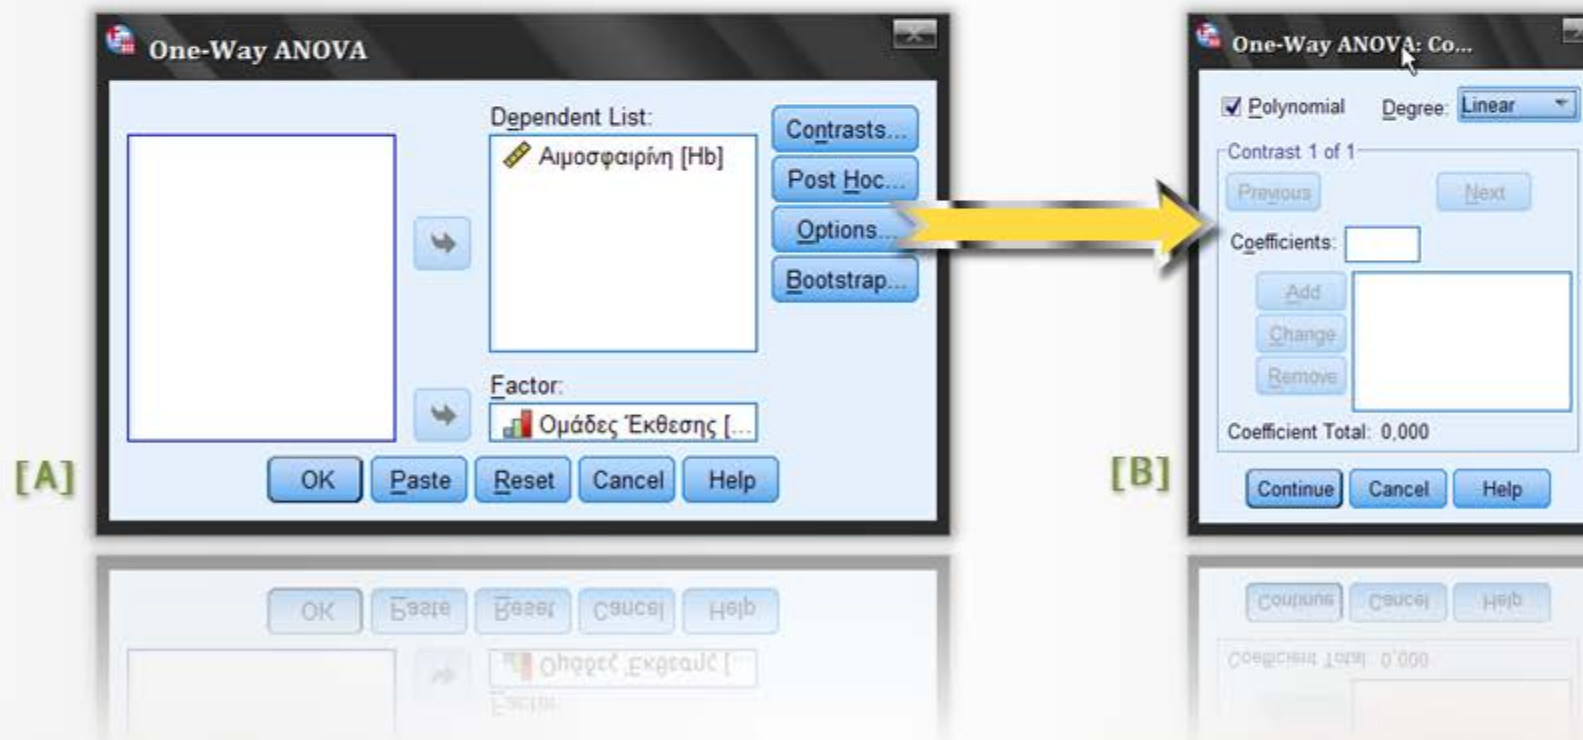 One-Way ANOVA
Dependent List:
Αιμοσφαιρίνη [Hb]
Contrasts...
Post Hoc...
Options...
Bootstrap...
Factor:
Ομάδες Έκθεσης [...
OK Paste Reset Cancel Help
[A]
One-Way ANOVA: Co...
Polynomial Degree: Linear
Contrast 1 of 1
Previous Next
Coefficients:
Add
Change
Remove
Coefficient Total: 0,000
Continue Cancel Help
[B]